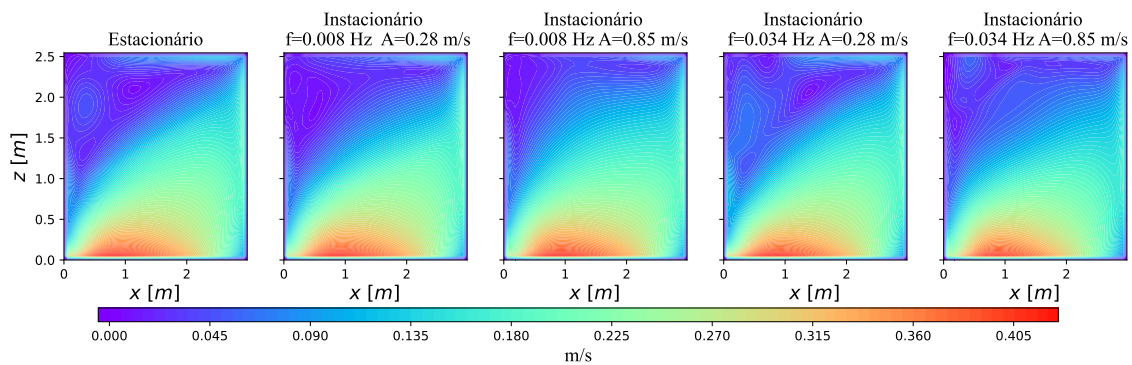 Estacionário
Instacionário
f=0.008 Hz  A=0.28 m/s
Instacionário
f=0.008 Hz A=0.85 m/s
Instacionário
f=0.034 Hz A=0.28 m/s
Instacionário
f=0.034 Hz A=0.85 m/s
2.5
2.0
1.5
1.0
0.5
0.0
z [m]
0 1 2
0 1 2
0 1 2
0 1 2
0 1 2
x [m]
x [m]
x [m]
x [m]
x [m]
0.000 0.045 0.090 0.135 0.180 0.225 0.270 0.315 0.360 0.405
m/s